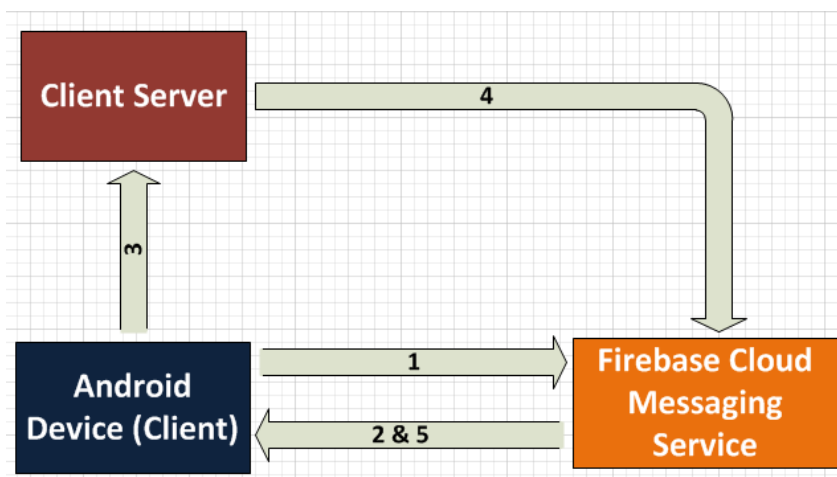 Client Server
4
3
1
Android
Device (Client)
2 & 5
Firebase Cloud
Messaging
Service